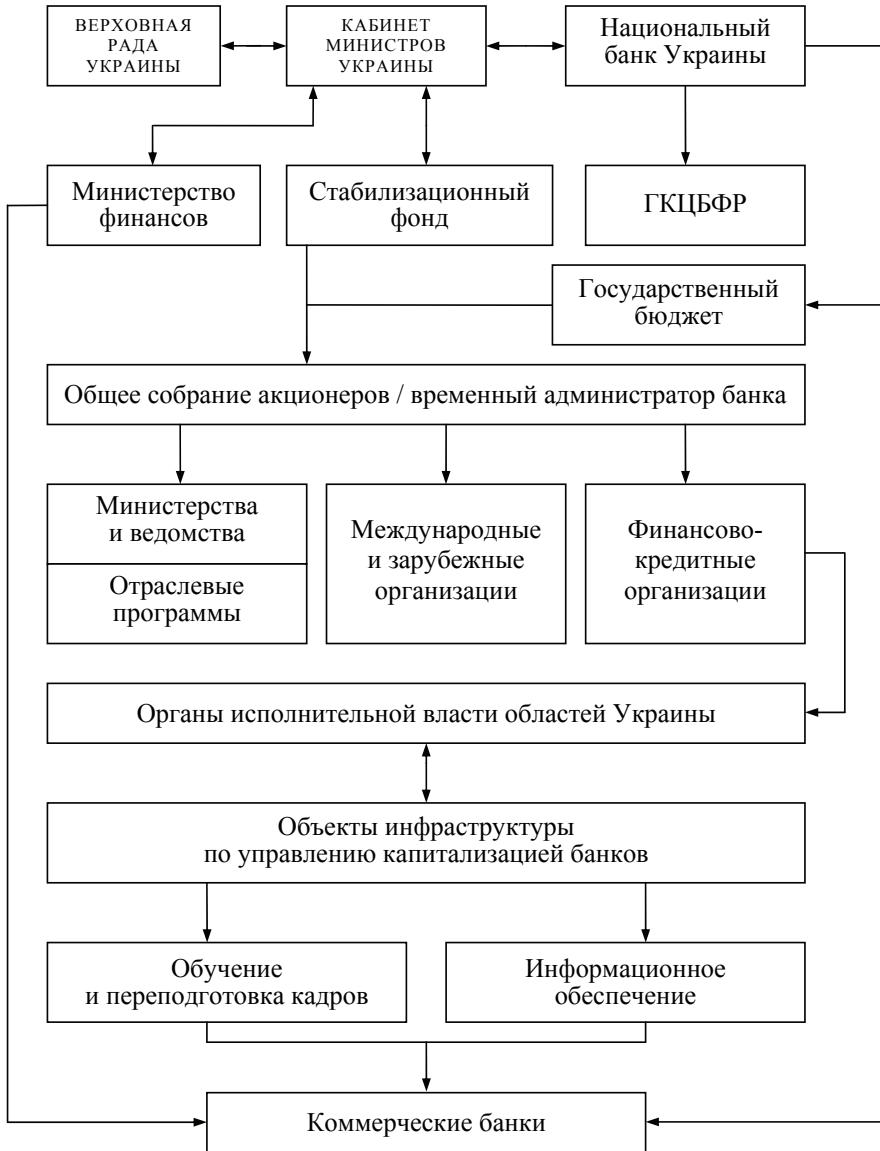 ВЕРХОВНАЯ
РАДА
УКРАИНЫ
КАБИНЕТ
МИНИСТРОВ
УКРАИНЫ
Национальный
банк Украины
Министерство
финансов
Стабилизационный
фонд
ГКЦБФР
Государственный
бюджет
Общее собрание акционеров / временный администратор банка
Министерства
и ведомства
Отраслевые
программы
Международные
и зарубежные
организации
Финансово-
кредитные
организации
Органы исполнительной власти областей Украины
Объекты инфраструктуры
по управлению капитализацией банков
Обучение
и переподготовка кадров
Информационное
обеспечение
Коммерческие банки